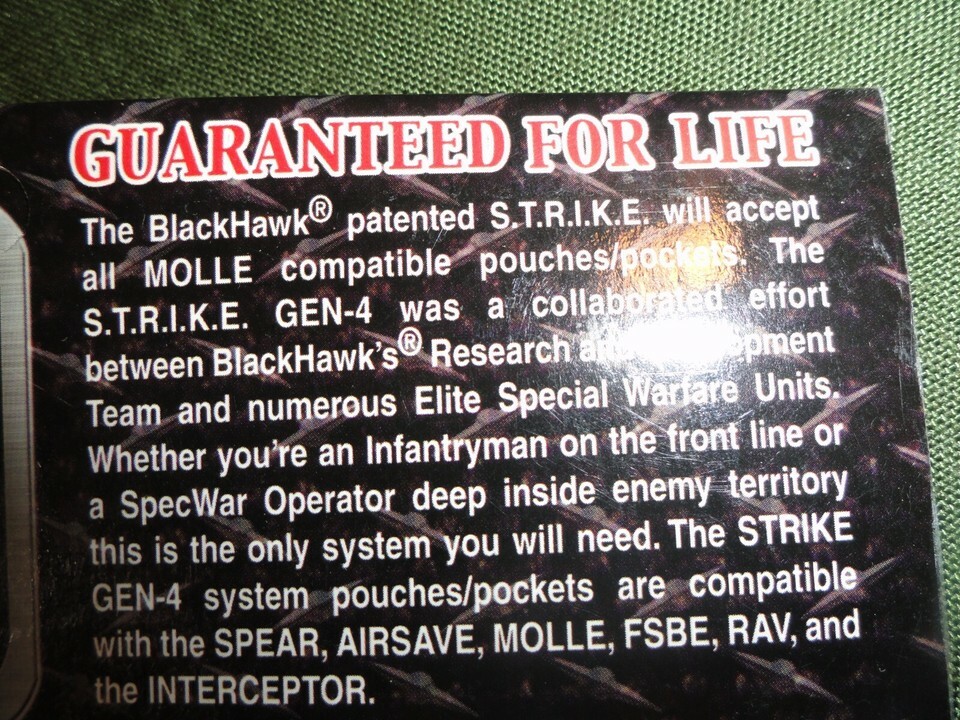 GUARANTEED FOR LIFE
The BlackHawk® patented S.T.R.I.K.E. will accept
all MOLLE compatible pouches/pockets. The
S.T.R.I.K.E. GEN-4 was a collaborated effort
between BlackHawk's® Research
Team and numerous Elite Special Warfare Units.
Whether you're an Infantryman on the front line or
a SpecWar Operator deep inside enemy territory
this is the only system you will need. The STRIKE
GEN-4 system pouches/pockets are compatible
with the SPEAR, AIRSAVE, MOLLE, FSBE, RAV, and
the INTERCEPTOR.